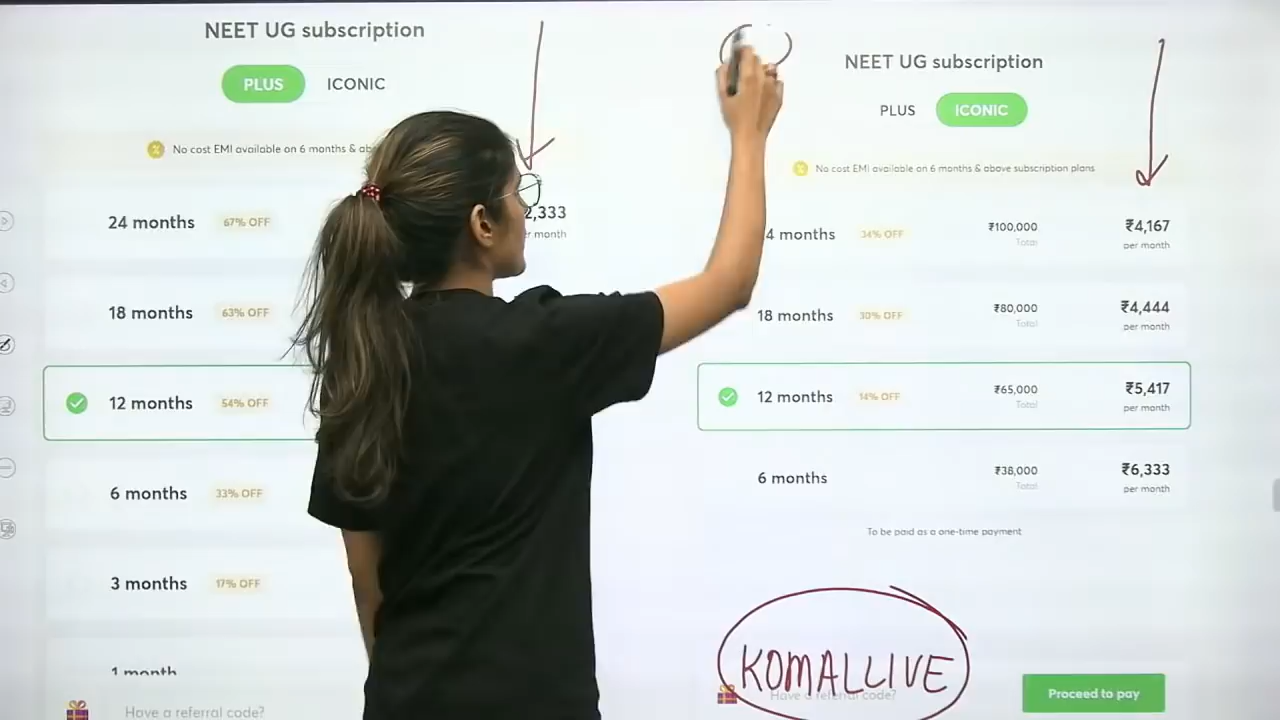 NEET UG subscription
PLUS ICONIC
No cost EMI available on 6 months &
24 months 67% OFF 2,333
per month
18 months 63% OFF
12 months 54% OFF
6 months 33% OFF
3 months 17% OFF
1 month
Have a referral code?
NEET UG subscription
PLUS ICONIC
No cost EMI available on 6 months & above subscription plans
4 months 34% OFF ₹100,000 ₹4,167
Total per month
18 months 30% OFF ₹80,000 ₹4,444
Total per month
12 months 14% OFF ₹65,000 ₹5,417
Total per month
6 months ₹38,000 ₹6,333
Total per month
To be paid as a one-time payment
KOMALLIVE
Have a referral code?
Proceed to pay